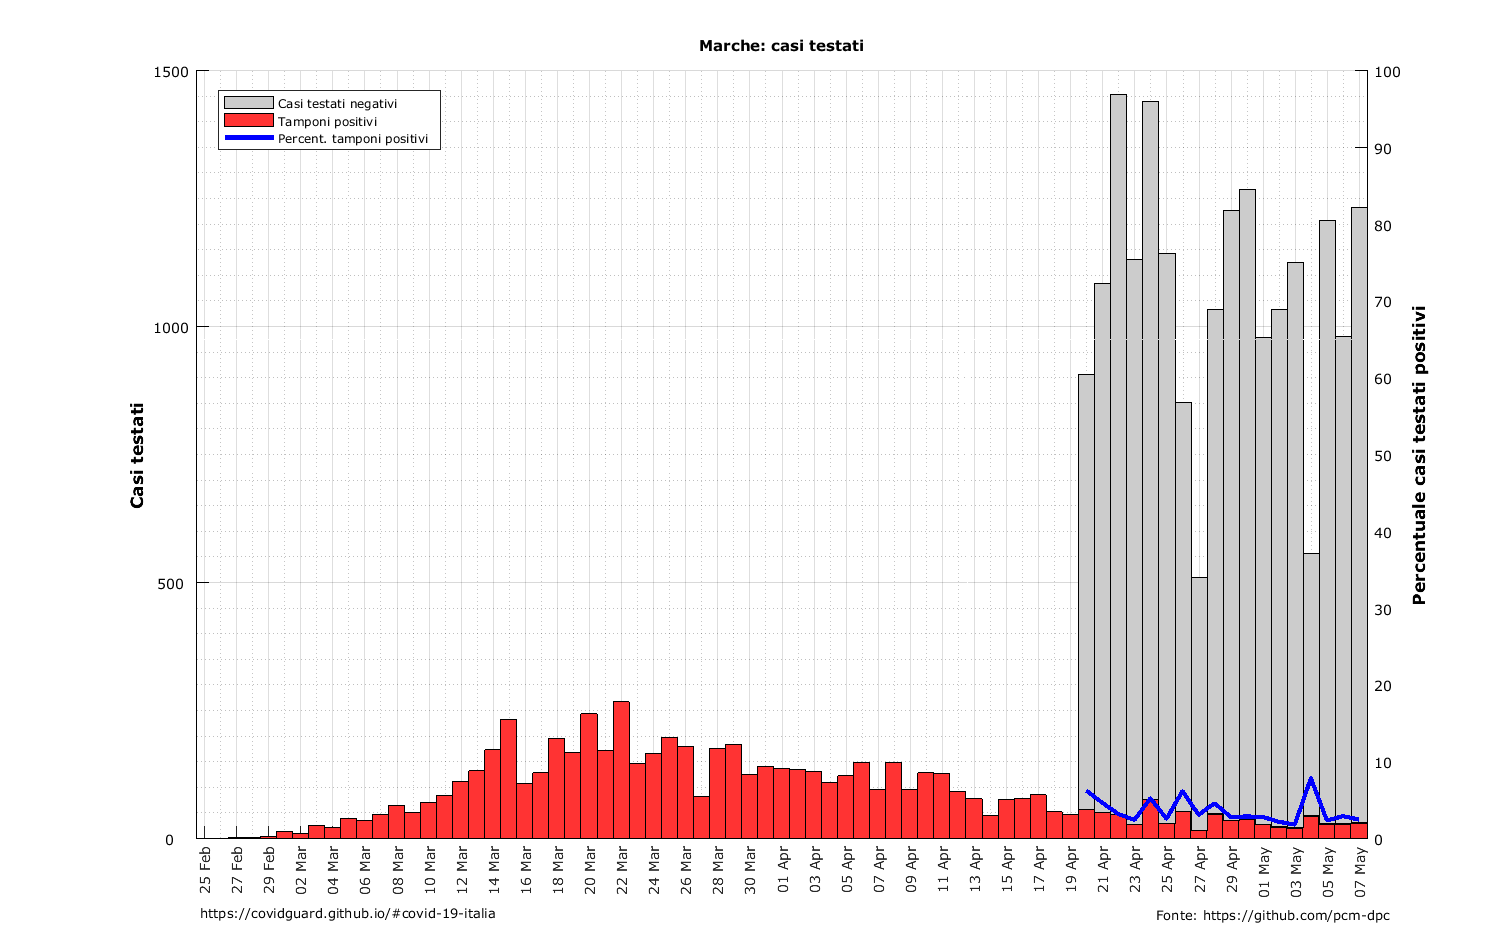 Marche: casi testati
Casi testati negativi
Tamponi positivi
Percent. tamponi positivi
1500
1000
500
0
Casi testati
100
90
80
70
60
50
40
30
20
10
0
Percentuale casi testati positivi
25 Feb
27 Feb
29 Feb
02 Mar
04 Mar
06 Mar
08 Mar
10 Mar
12 Mar
14 Mar
16 Mar
18 Mar
20 Mar
22 Mar
24 Mar
26 Mar
28 Mar
30 Mar
01 Apr
03 Apr
05 Apr
07 Apr
09 Apr
11 Apr
13 Apr
15 Apr
17 Apr
19 Apr
21 Apr
23 Apr
25 Apr
27 Apr
29 Apr
01 May
03 May
05 May
07 May
https://covidguard.github.io/#covid-19-italia
Fonte: https://github.com/pcm-dpc